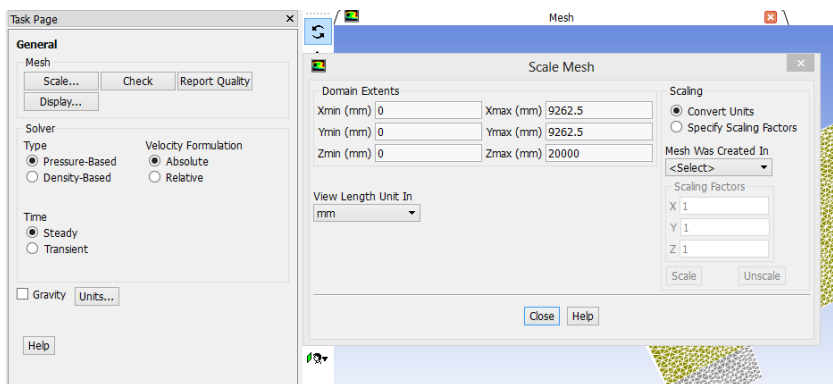 Task Page
General
Mesh
Scale... Check Report Quality
Display...
Solver
Type Velocity Formulation
Pressure-Based Absolute
Density-Based Relative
Time
Steady
Transient
Gravity Units...
Help
Mesh
Scale Mesh
Domain Extents
Xmin (mm) 0 Xmax (mm) 9262.5
Ymin (mm) 0 Ymax (mm) 9262.5
Zmin (mm) 0 Zmax (mm) 20000
View Length Unit In
mm
Scaling
Convert Units
Specify Scaling Factors
Mesh Was Created In
<Select>
Scaling Factors
X 1
Y 1
Z 1
Scale Unscale
Close Help